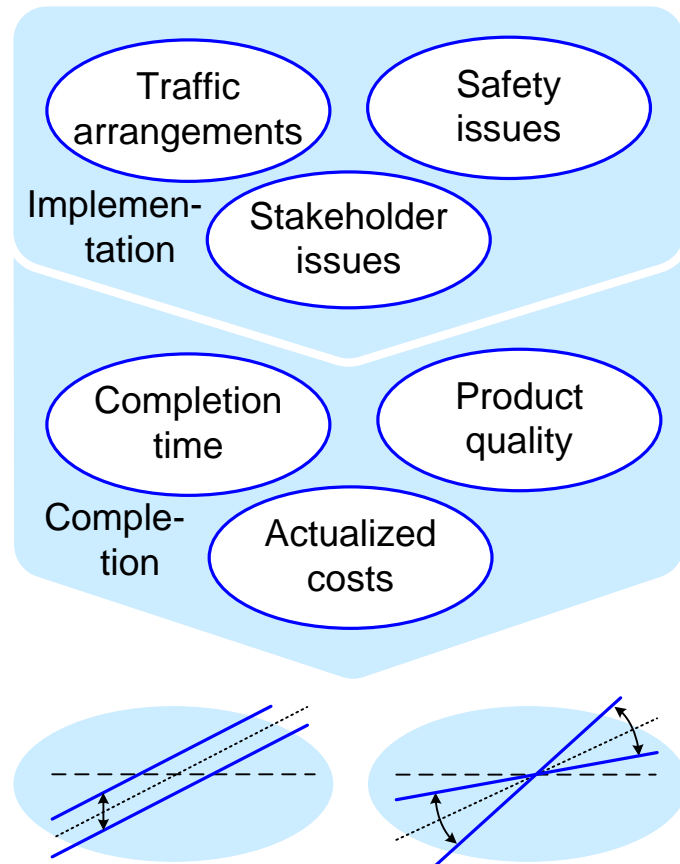 Traffic
arrangements
Safety
issues
Implemen-
tation
Stakeholder
issues
Completion
time
Product
quality
Comple-
tion
Actualized
costs